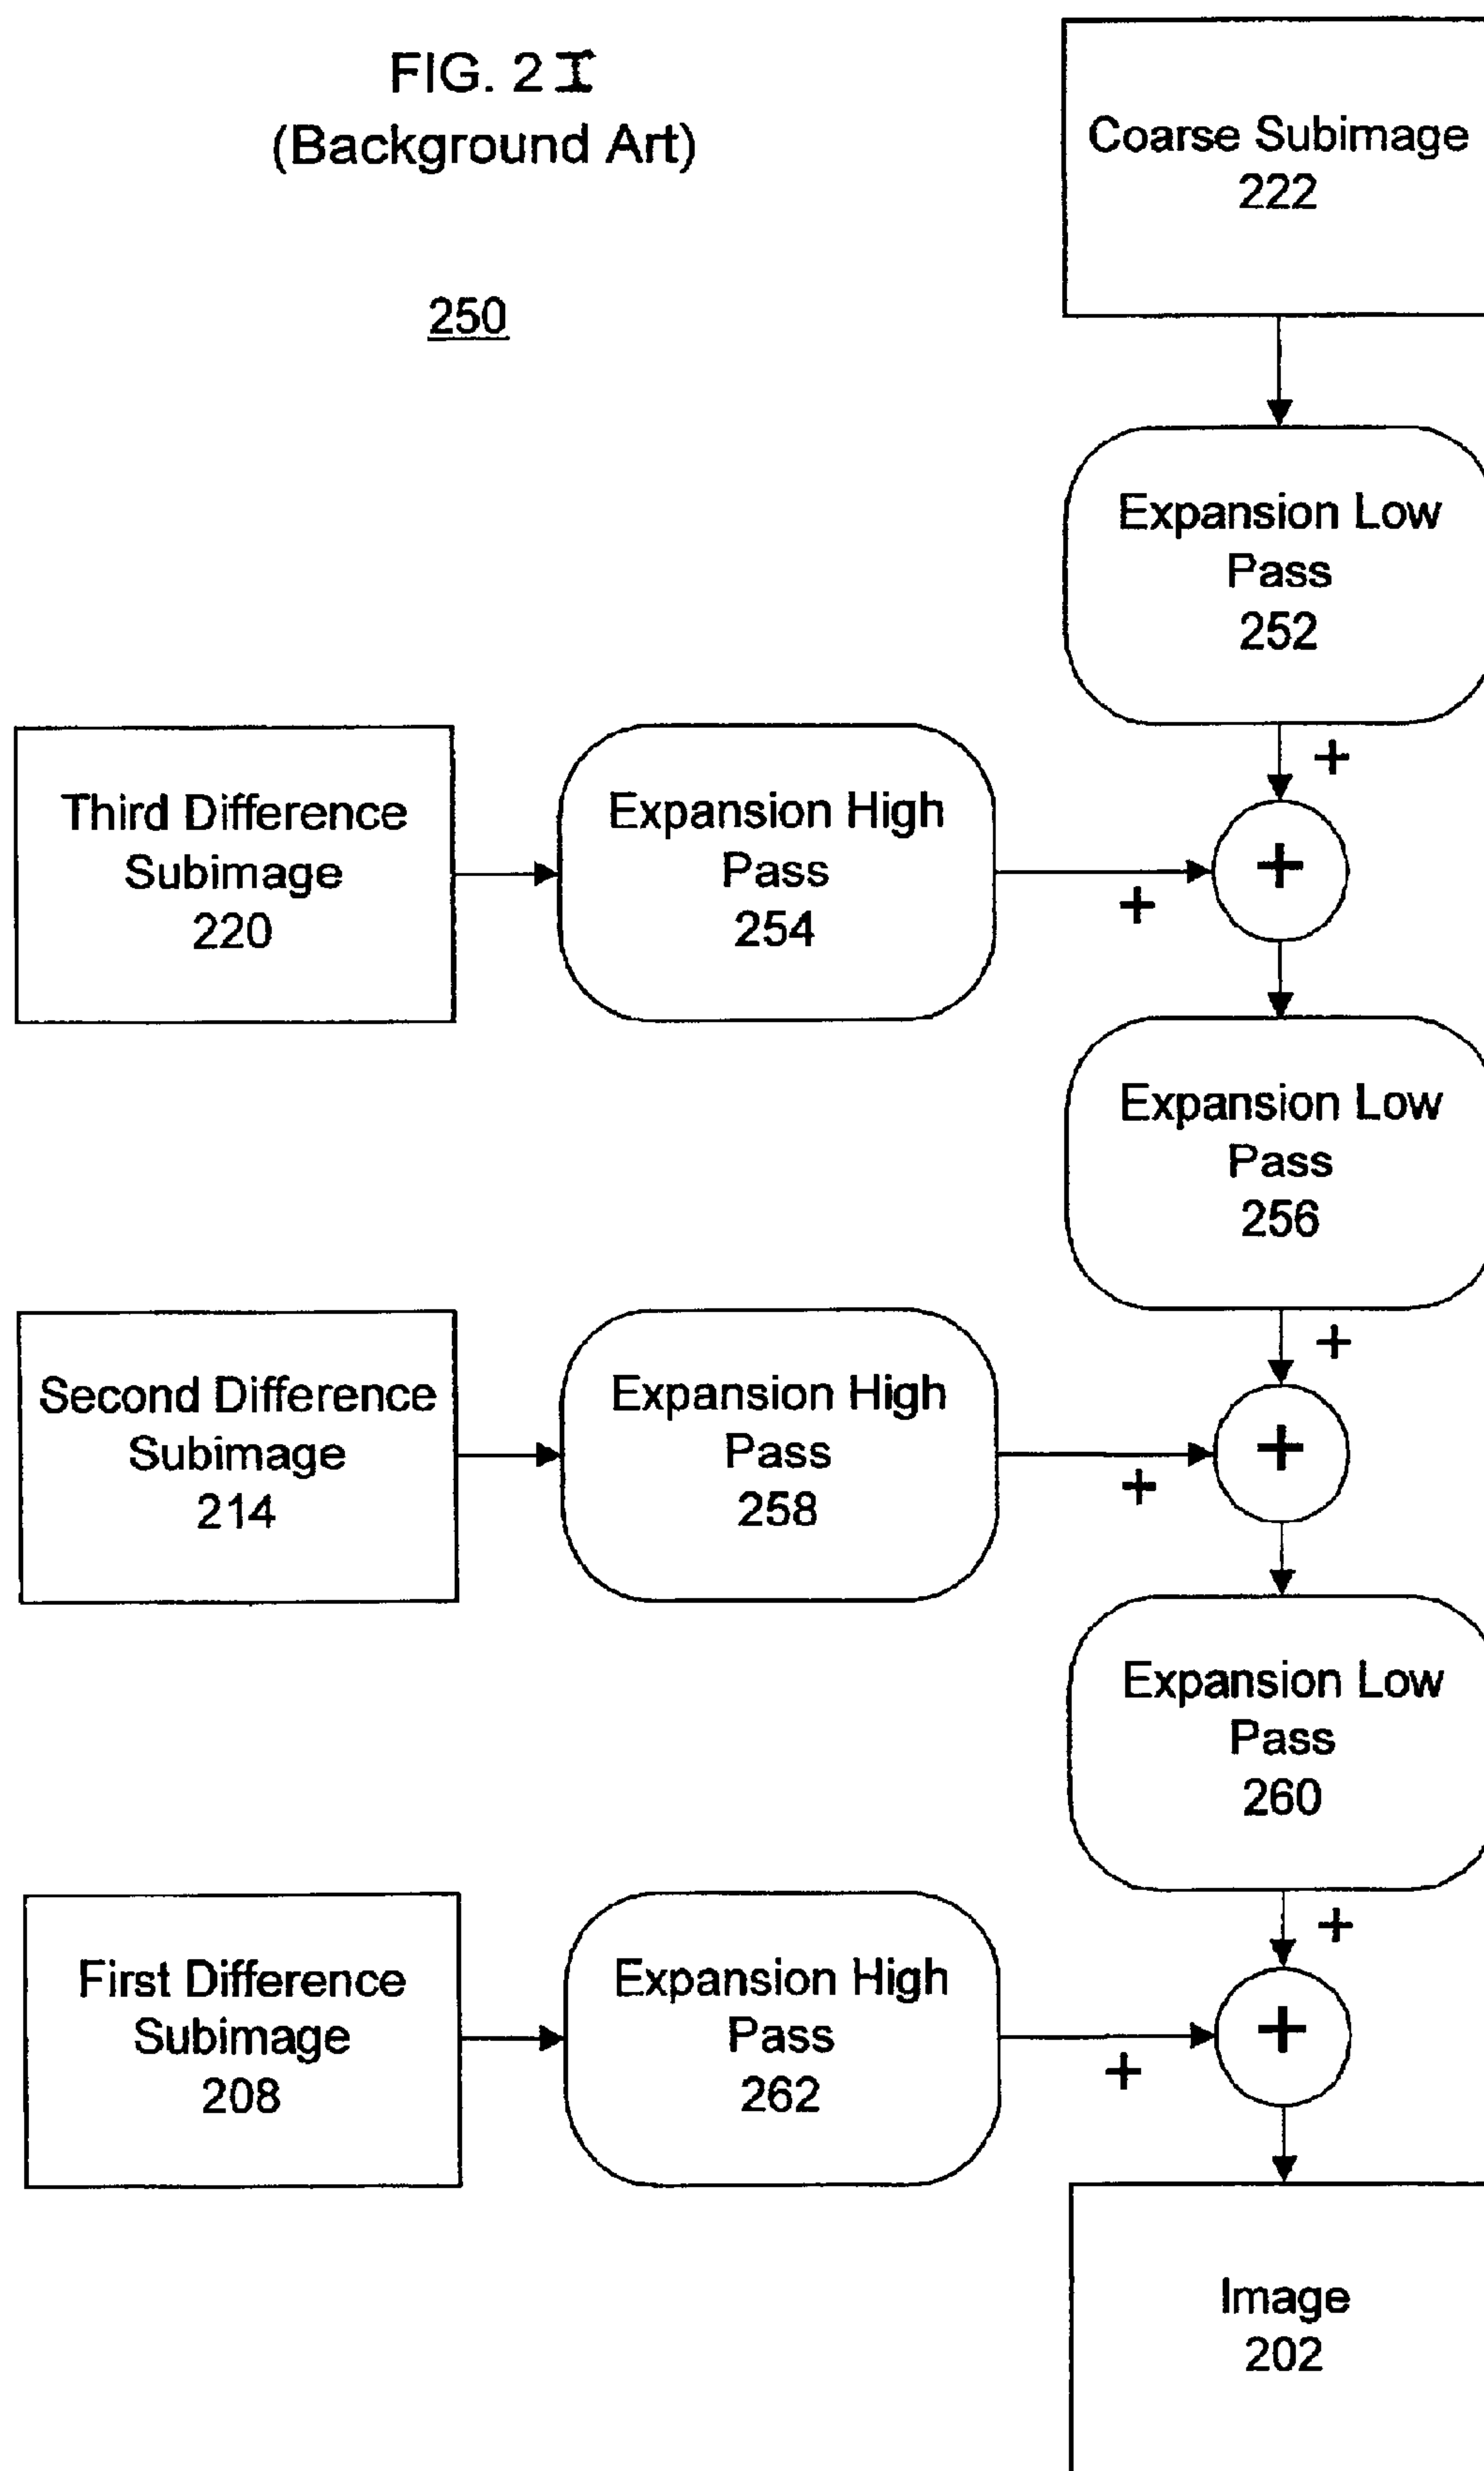 FIG. 2 I
(Background Art)
250
Coarse Subimage
222
Expansion Low
Pass
252
+
Third Difference
Subimage
220
Expansion High
Pass
254
+
+
Expansion Low
Pass
256
+
Second Difference
Subimage
214
Expansion High
Pass
258
+
+
Expansion Low
Pass
260
+
First Difference
Subimage
208
Expansion High
Pass
262
+
+
Image
202